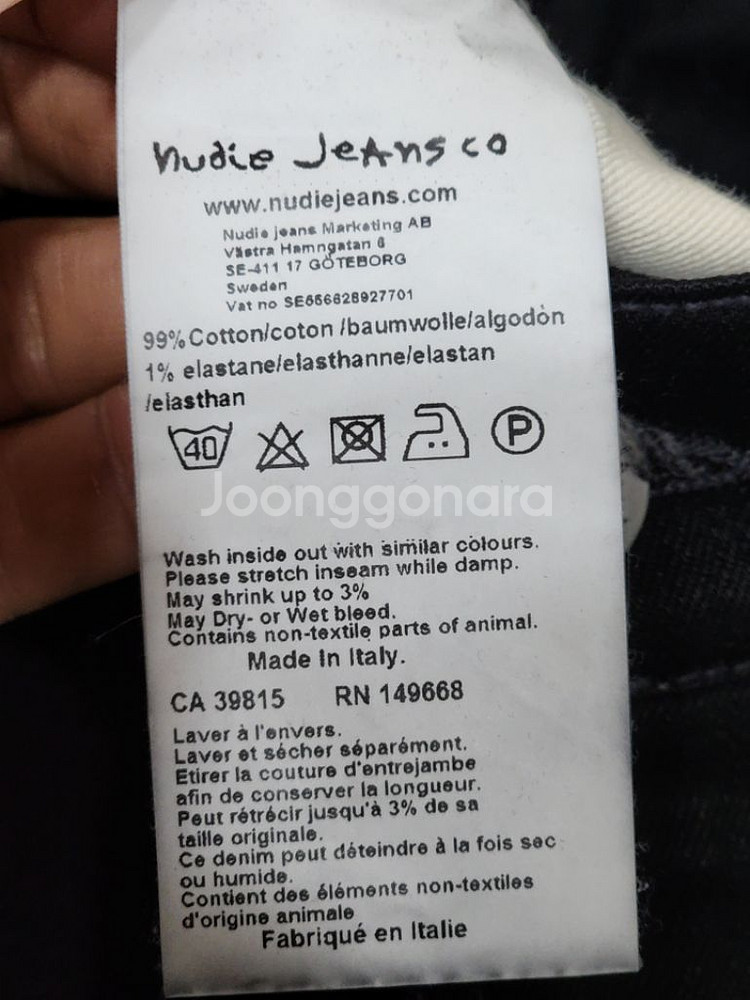 nudie Jeans co
www.nudiejeans.com
Nudie jeans Marketing AB
Västra Hamngatan 6
SE-411 17 GÖTEBORG
Sweden
Vat no SE556628927701
99% Cotton/coton /baumwolle/algodòn
1% elastane/elasthanne/elastan
/elasthan
40
P
Joonggonara
Wash inside out with similar colours.
Please stretch inseam while damp.
May shrink up to 3%
May Dry- or Wet bleed.
Contains non-textile parts of animal.
Made In Italy.
CA 39815 RN 149668
Laver à l'envers.
Laver et sécher séparément.
Etirer la couture d'entrejambe
afin de conserver la longueur.
Peut rétrécir jusqu'à 3% de sa
taille originale.
Ce denim peut déteindre à la fois sec
ou humide.
Contient des éléments non-textiles
d'origine animale
Fabriqué en Italie